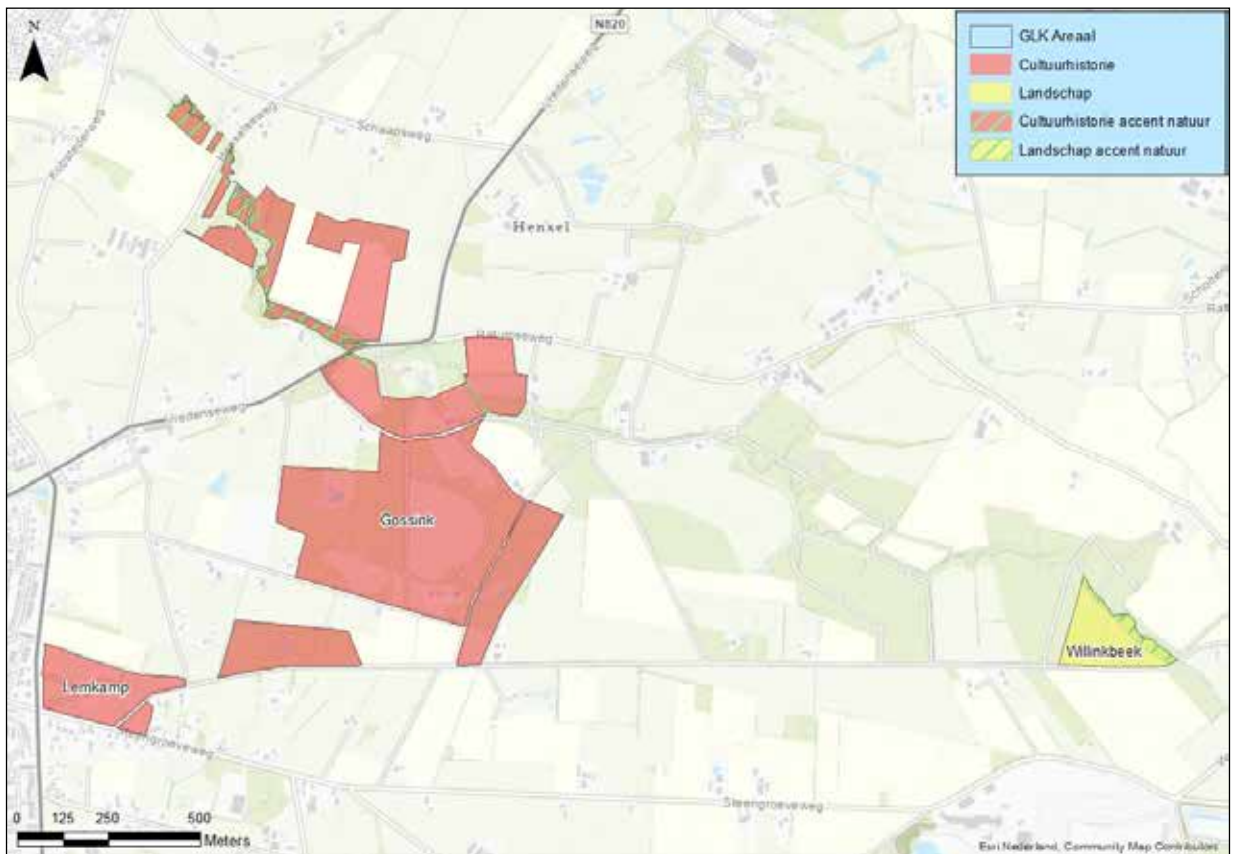 N
N820
GLK Areaal
Cultuurhistorie
Landschap
Cultuurhistorie accent natuur
Landschap accent natuur
Schaapsweg
Henxel
Ratumseweg
Vredenseweg
Gossink
Willinkbeek
Lemkamp
Steengroeveweg
0 125 250 500
Meters
Esri Nederland, Community Map Contributors